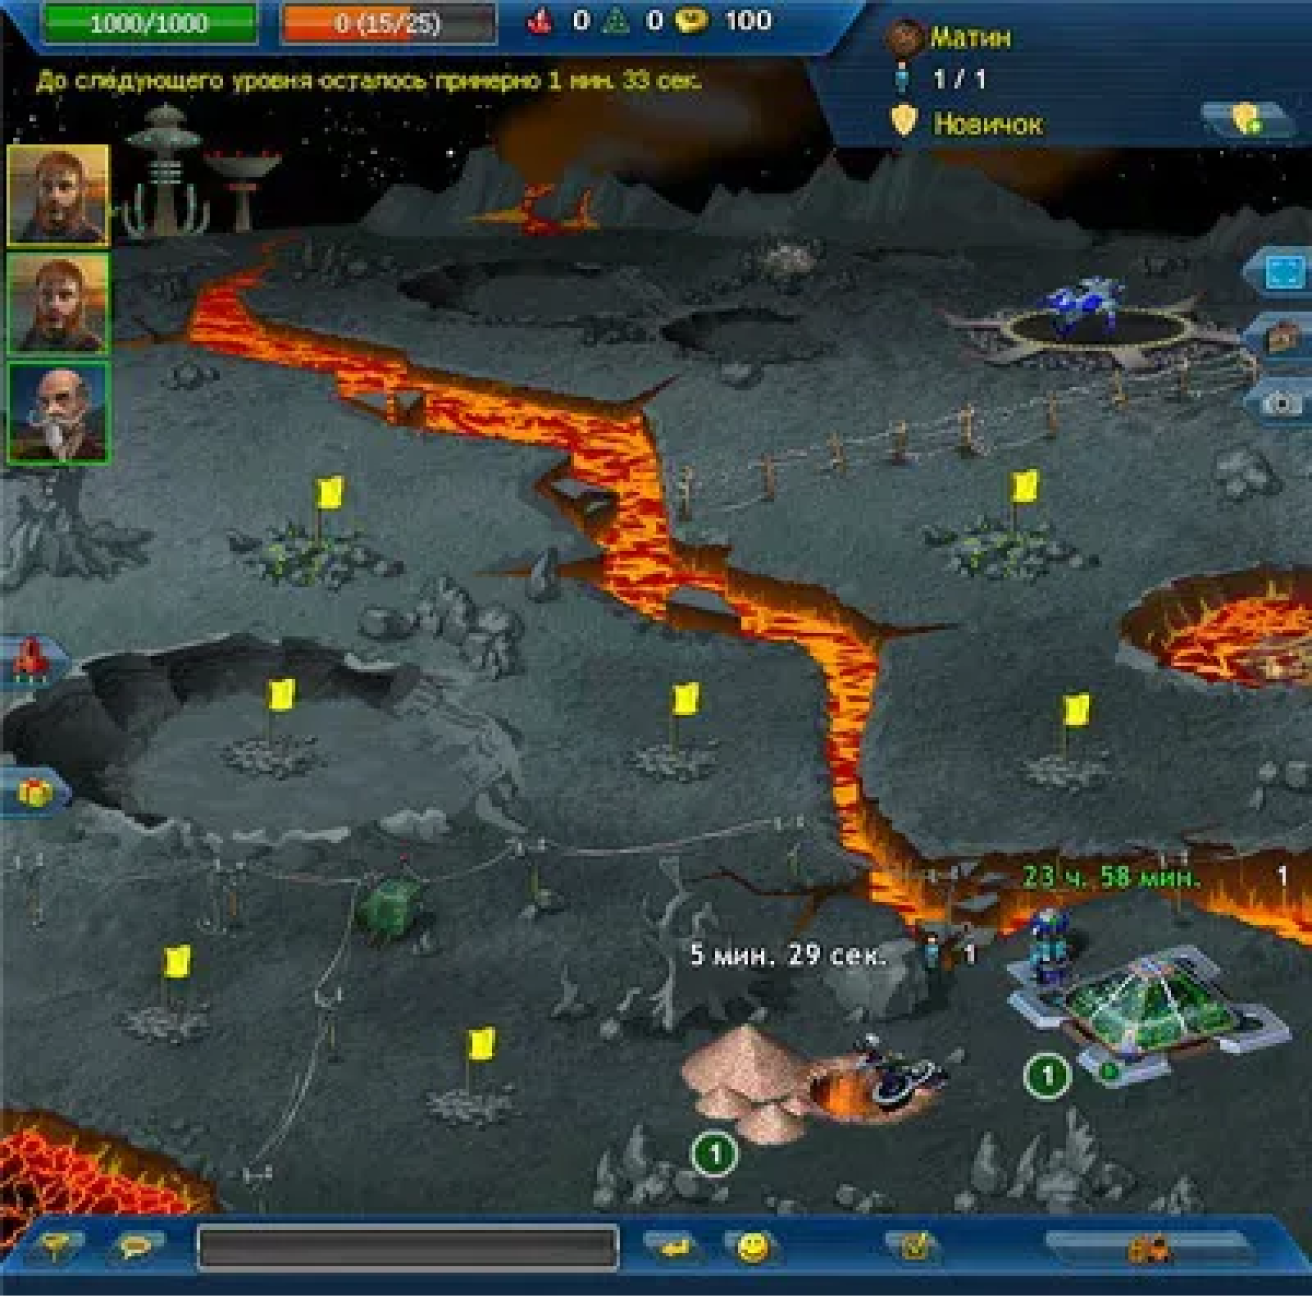 1000/1000
0 (15/25)
0
0
100
Матин
1 / 1
Новичок
До следующего уровня осталось примерно 1 мин. 33 сек.
23 ч. 58 мин.
1
5 мин. 29 сек.
1
1
1